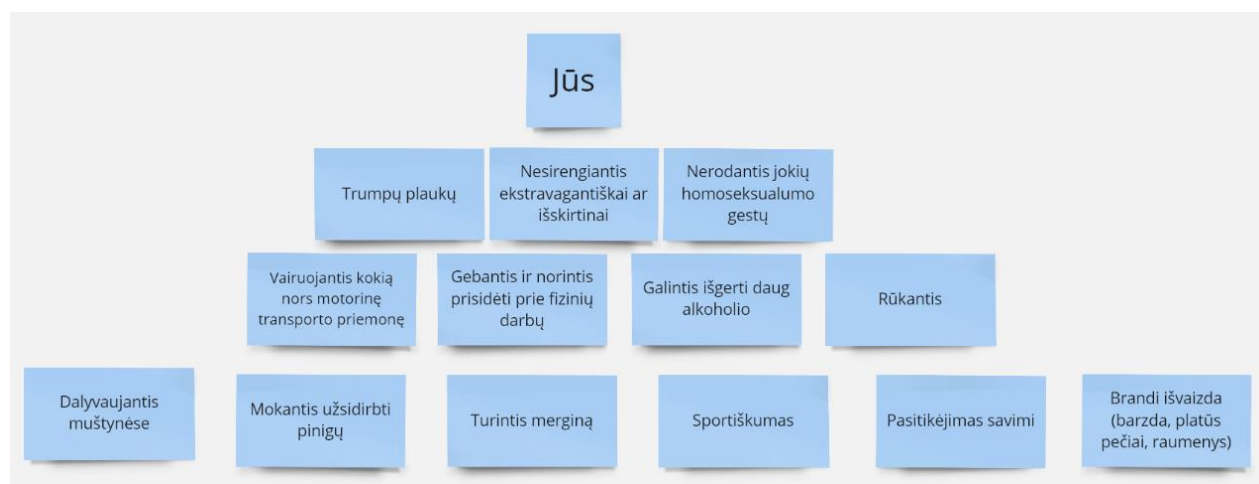 Jūs
Trumpų plaukų
Nesirengiantis
ekstravagantiškai ar
išskirtinai
Nerodantis jokių
homoseksualumo
gestų
Vairuojantis kokią
nors motorinę
transporto priemonę
Gebantis ir norintis
prisidėti prie fizinių
darbų
Galintis išgerti daug
alkoholio
Rūkantis
Dalyvaujantis
muštynėse
Mokantis užsidirbti
pinigų
Turintis merginą
Sportiškumas
Pasitikėjimas savimi
Brandi išvaizda
(barzda, platūs
pečiai, raumenys)